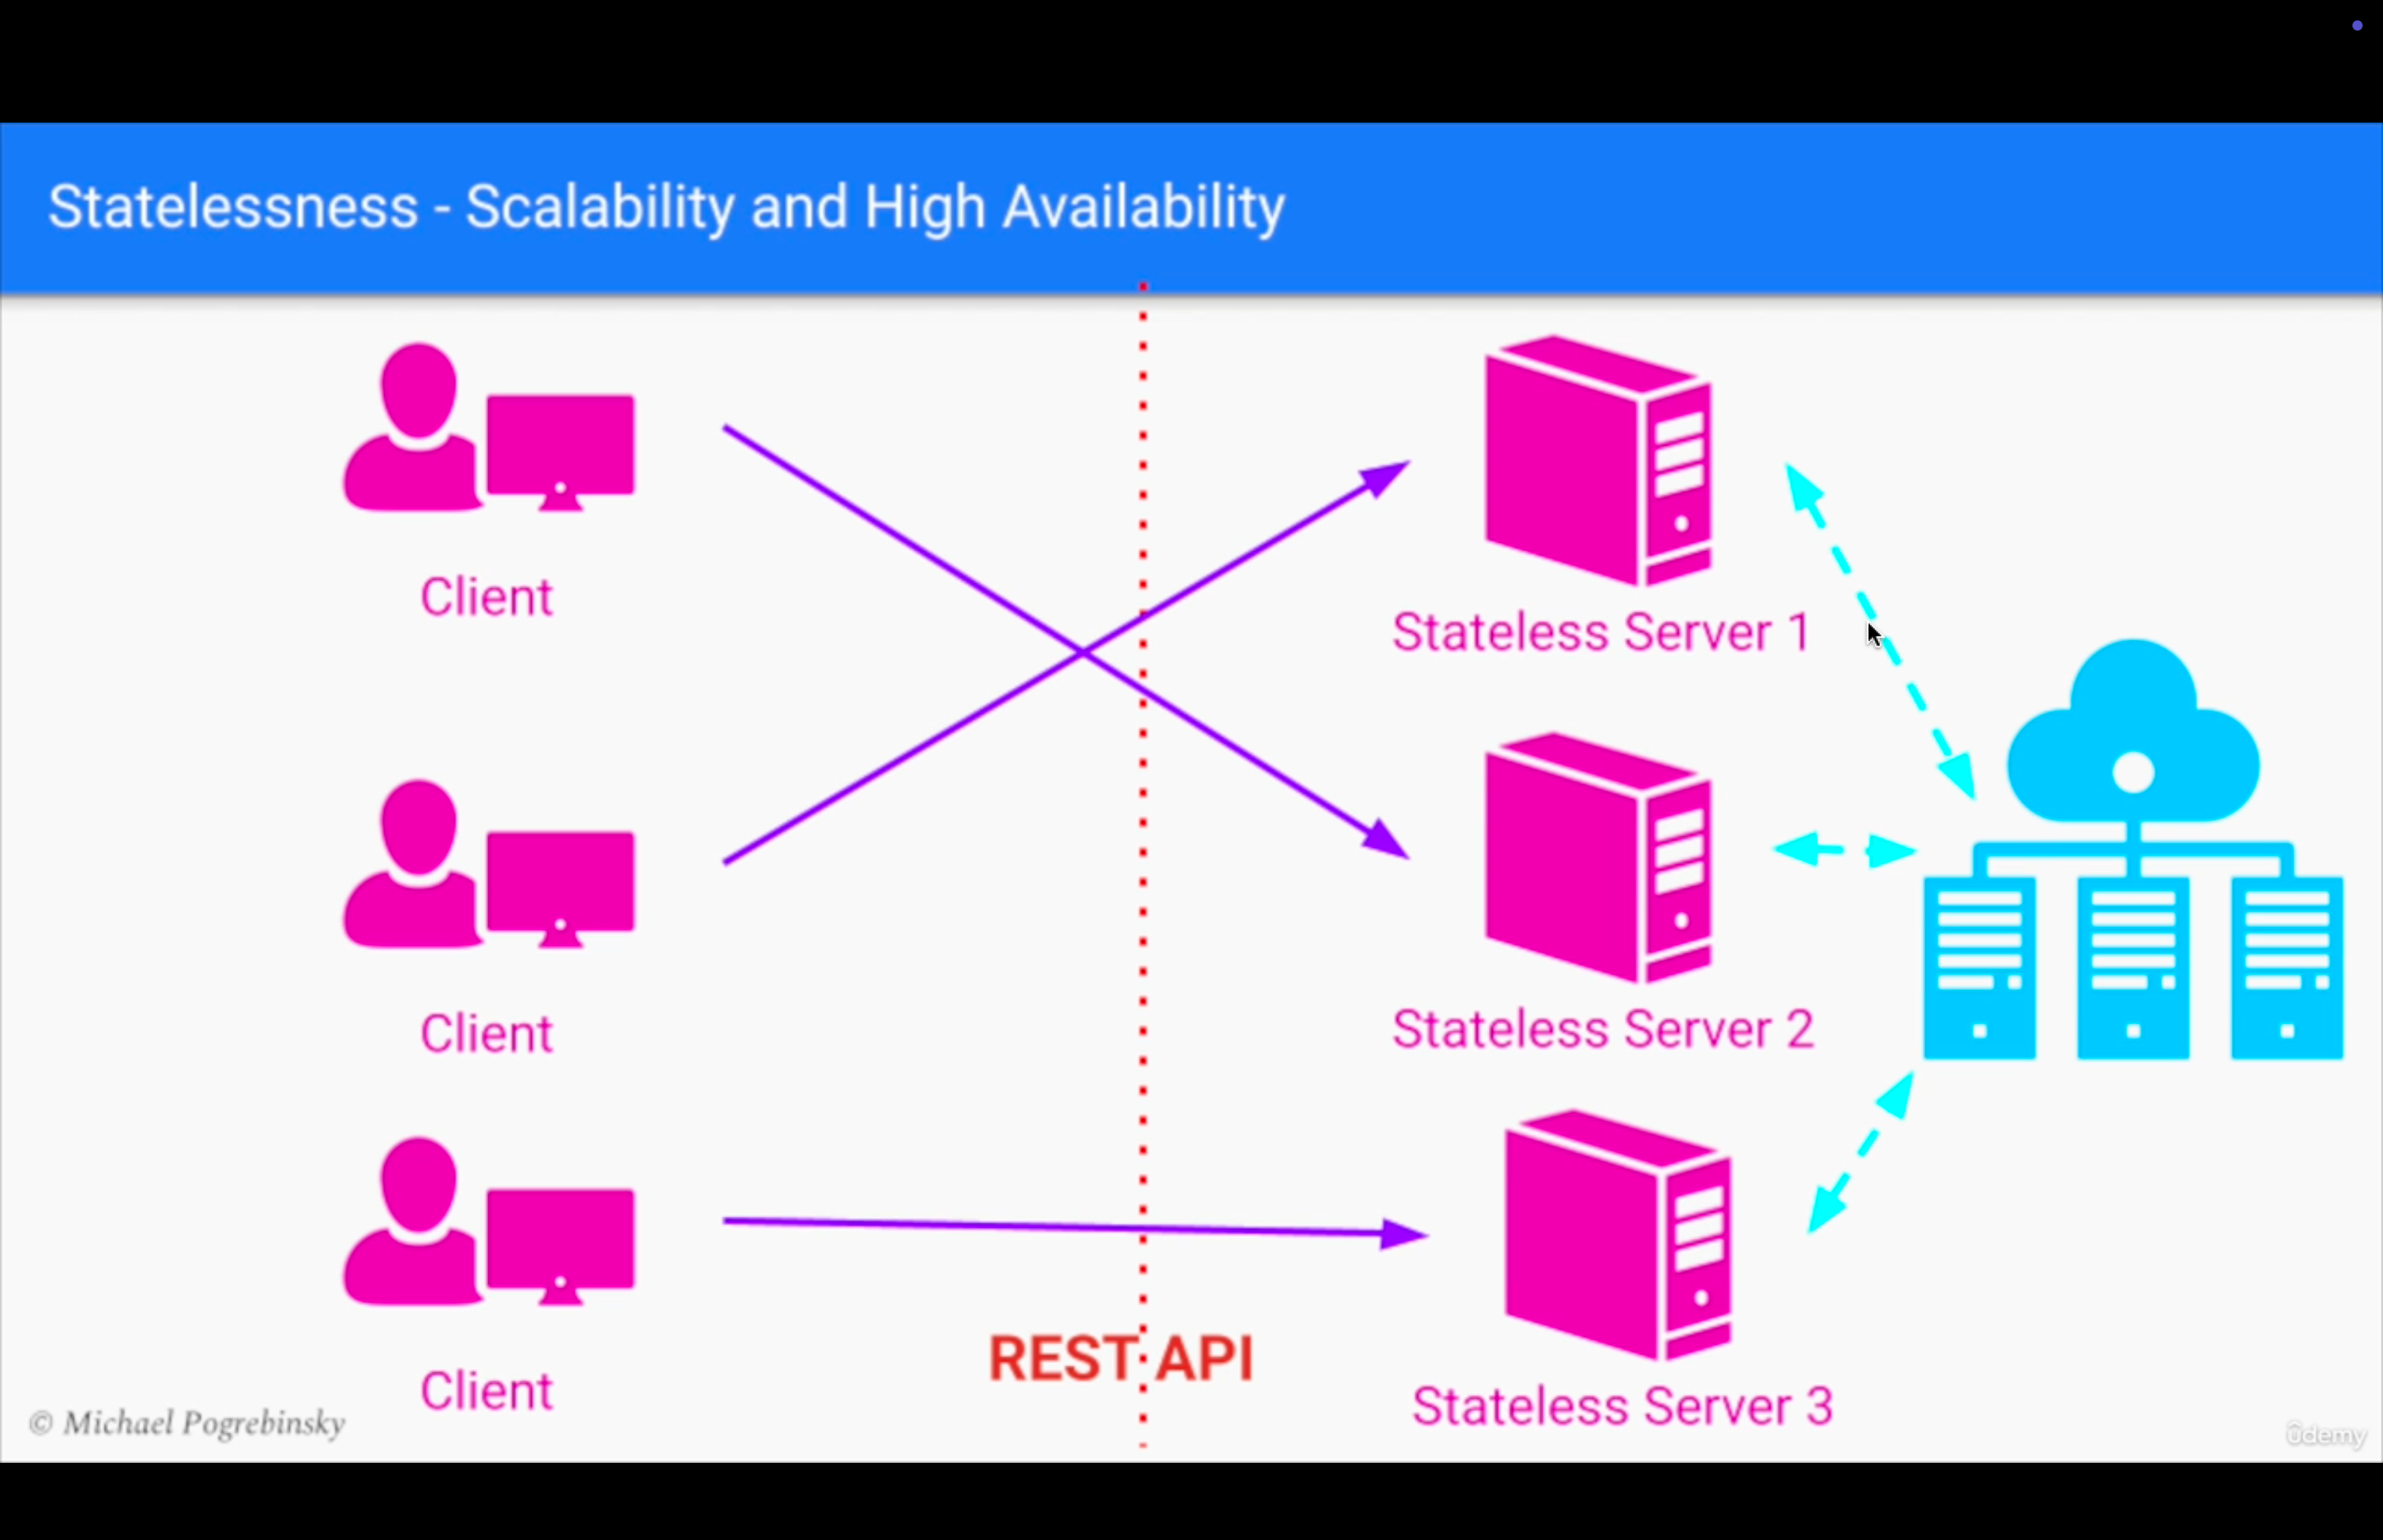 Statelessness - Scalability and High Availability
Client
Stateless Server 1
Client
Stateless Server 2
Client
REST API
Stateless Server 3
© Michael Pogrebinsky
ûdemy